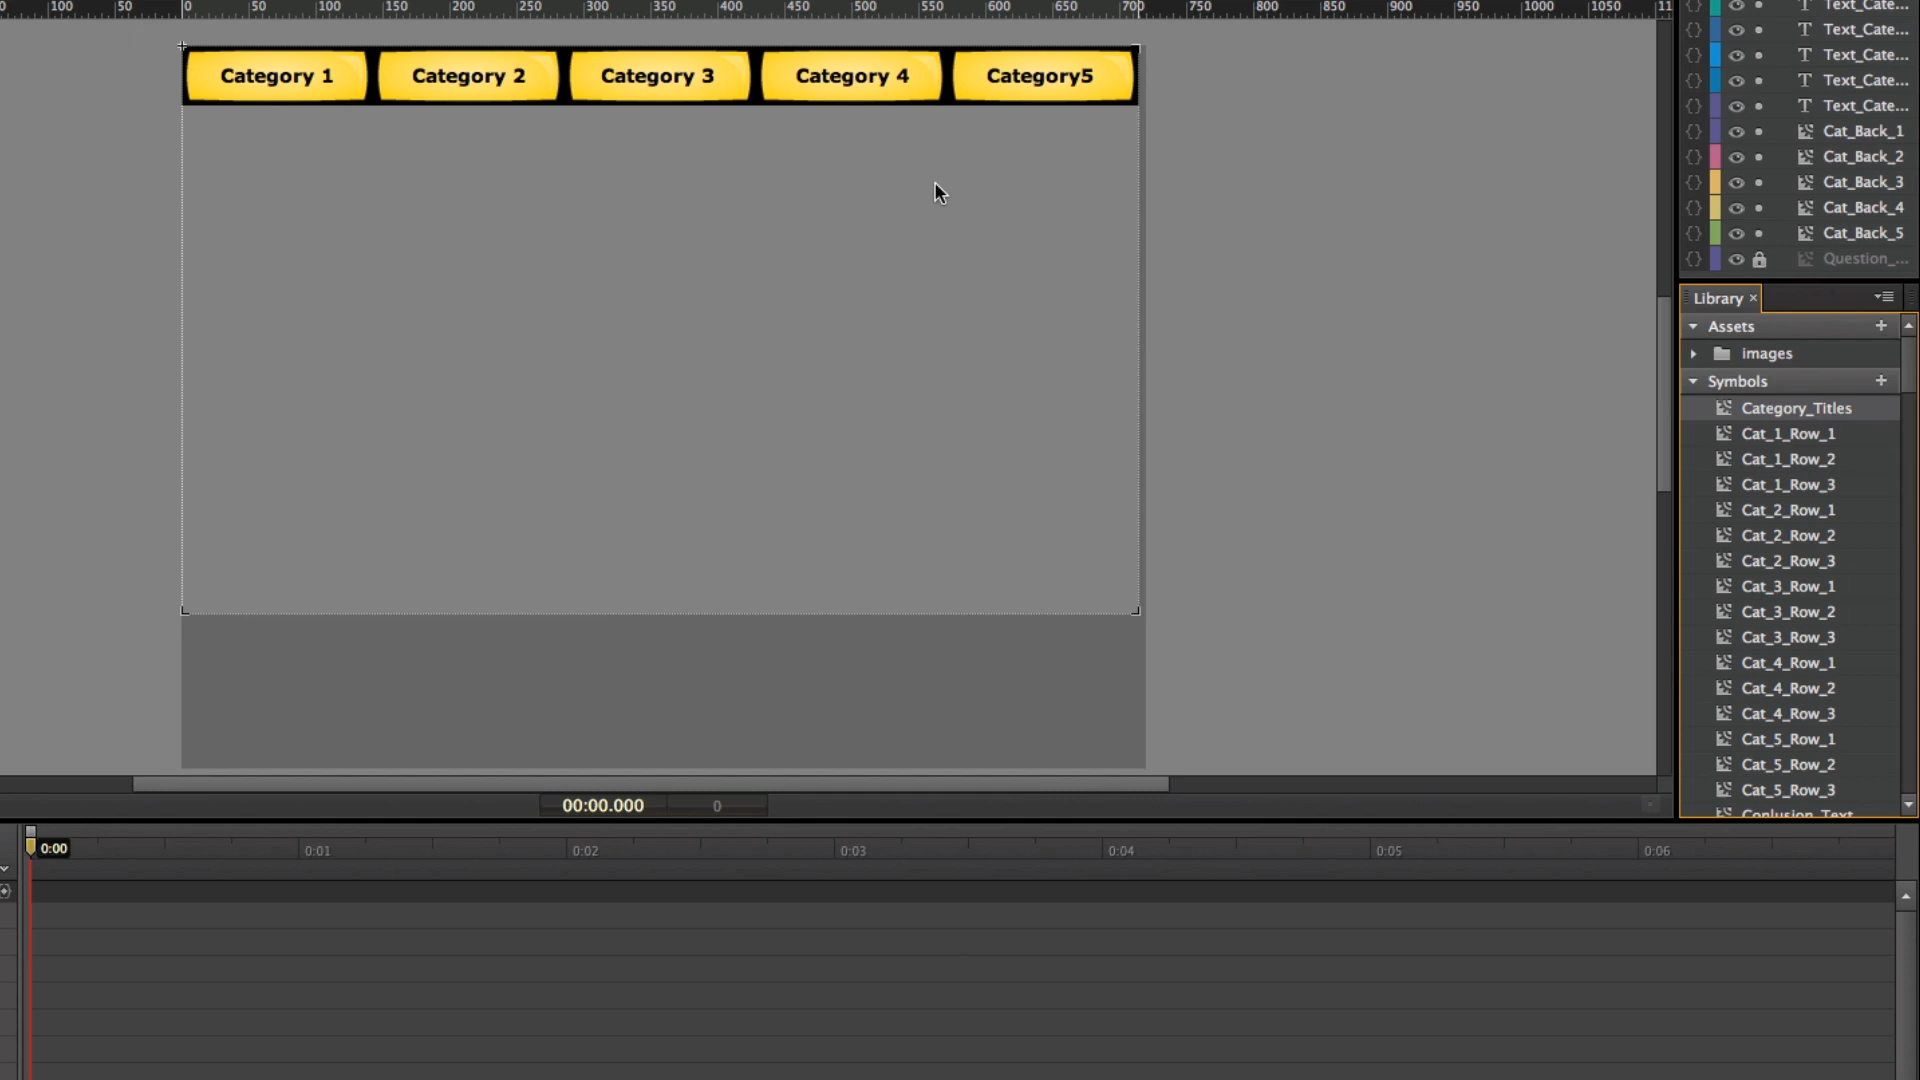 0 100 50 0 50 100 150 200 250 300 350 400 450 500 550 600 650 700 750 800 850 900 950 1000 1050 11
Category 1 Category 2 Category 3 Category 4 Category5
Text_Cate...
Text_Cate...
Text_Cate...
Text_Cate...
Text_Cate...
Cat_Back_1
Cat_Back_2
Cat_Back_3
Cat_Back_4
Cat_Back_5
Question_...
Library ×
Assets
images
Symbols
Category_Titles
Cat_1_Row_1
Cat_1_Row_2
Cat_1_Row_3
Cat_2_Row_1
Cat_2_Row_2
Cat_2_Row_3
Cat_3_Row_1
Cat_3_Row_2
Cat_3_Row_3
Cat_4_Row_1
Cat_4_Row_2
Cat_4_Row_3
Cat_5_Row_1
Cat_5_Row_2
Cat_5_Row_3
Conlusion_Text
00:00.000 0
0:00 0:01 0:02 0:03 0:04 0:05 0:06